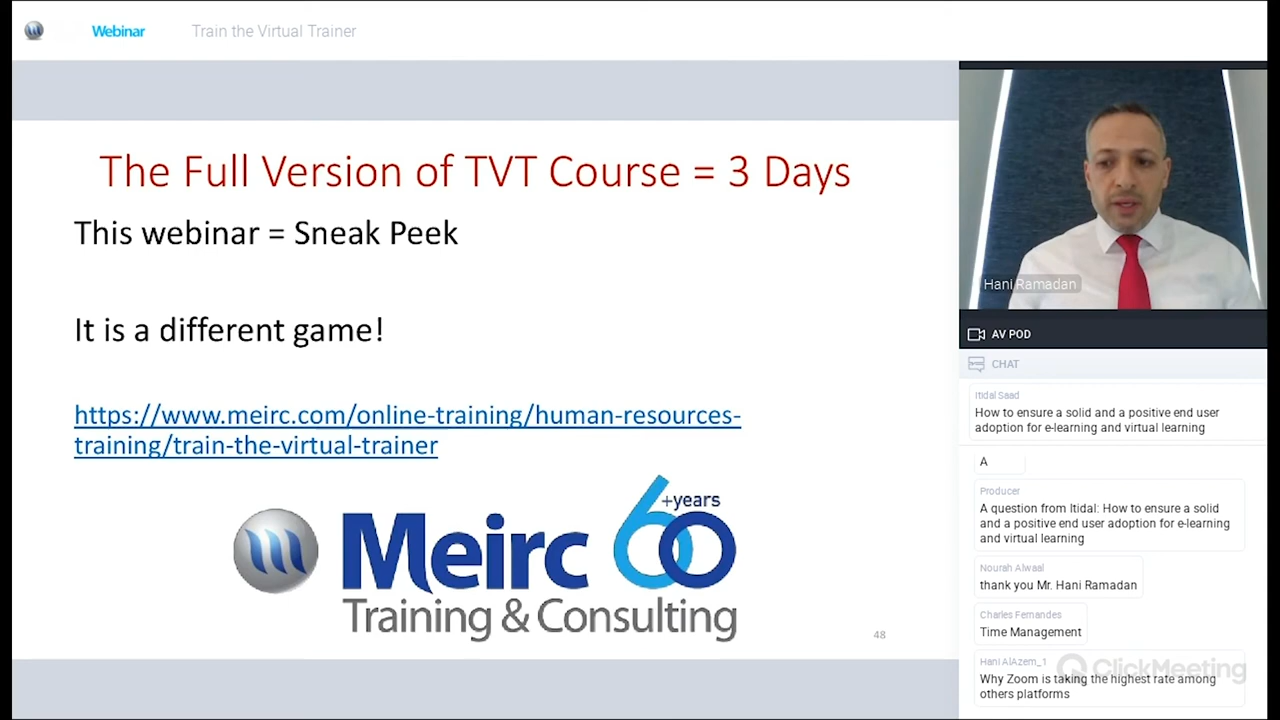 Webinar
Train the Virtual Trainer
The Full Version of TVT Course = 3 Days
This webinar = Sneak Peek
It is a different game!
https://www.meirc.com/online-training/human-resources-
training/train-the-virtual-trainer
+years
60
Meirc
Training & Consulting
48
Hani Ramadan
AV POD
CHAT
Itidal Saad
How to ensure a solid and a positive end user
adoption for e-learning and virtual learning
A
Producer
A question from Itidal: How to ensure a solid
and a positive end user adoption for e-learning
and virtual learning
Nourah Alwaal
thank you Mr. Hani Ramadan
Charles Fernandes
Time Management
Hani AlAzem_1
Why Zoom is taking the highest rate among
others platforms
ClickMeeting